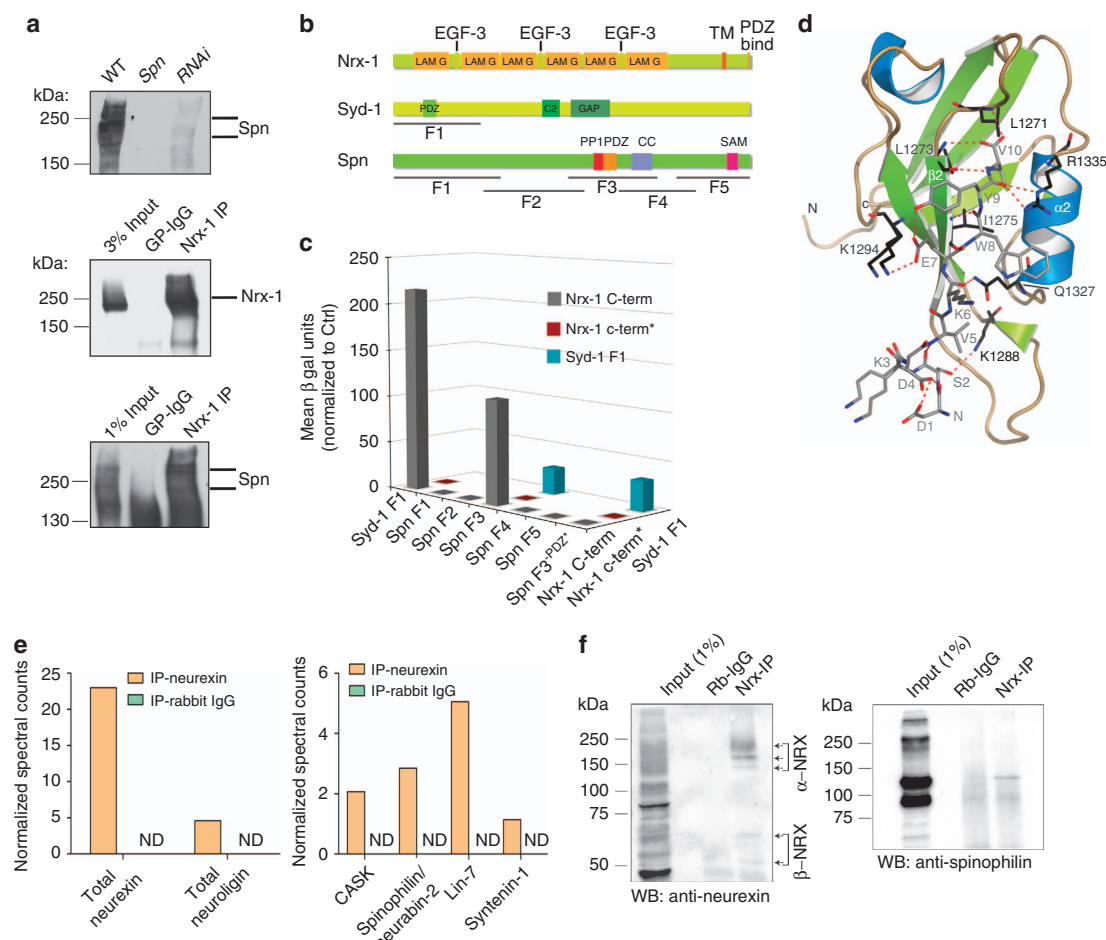 a
WT
Spn
RNAi
kDa:
250
150
Spn
3% Input
GP-IgG
Nrx-1 IP
kDa:
250
150
Nrx-1
1% Input
GP-IgG
Nrx-1 IP
250
130
Spn
b
EGF-3 EGF-3 EGF-3 TM PDZ bind
Nrx-1
LAM G LAM G LAM G LAM G LAM G LAM G
Syd-1
PDZ C2 GAP
F1
PP1PDZ CC SAM
Spn
F1 F2 F3 F4 F5
c
Mean β gal units
(normalized to Ctrl)
250
200
150
100
50
0
Nrx-1 C-term
Nrx-1 c-term*
Syd-1 F1
Syd-1 F1
Spn F1
Spn F2
Spn F3
Spn F4
Spn F5
Spn F3-PDZ*
Nrx-1 C-term
Nrx-1 c-term*
Syd-1 F1
d
L1271
L1273
V10
R1335
β2
α2
Y9
N
c
I1275
W8
K1294
E7
Q1327
K6
V5
K1288
K3
D4
S2
D1
N
e
Normalized spectral counts
25
20
15
10
5
0
IP-neurexin
IP-rabbit IgG
ND ND
Total
neurexin
Total
neuroligin
Normalized spectral counts
6
4
2
0
IP-neurexin
IP-rabbit IgG
ND ND ND ND
CASK
Spinophilin/
neurabin-2
Lin-7
Syntenin-1
f
Input (1%)
Rb-IgG
Nrx-IP
kDa
250
150
100
75
50
α–NRX
β–NRX
WB: anti-neurexin
Input (1%)
Rb-IgG
Nrx-IP
kDa
250
150
100
75
WB: anti-spinophilin